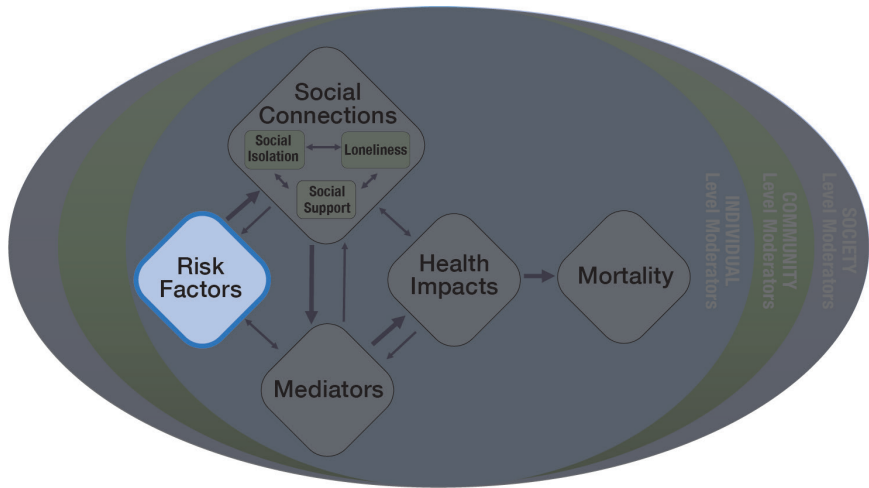 Social
Connections
Social
Isolation
Loneliness
Social
Support
Risk
Factors
Health
Impacts
Mortality
Mediators
INDIVIDUAL
Level Moderators
COMMUNITY
Level Moderators
SOCIETY
Level Moderators